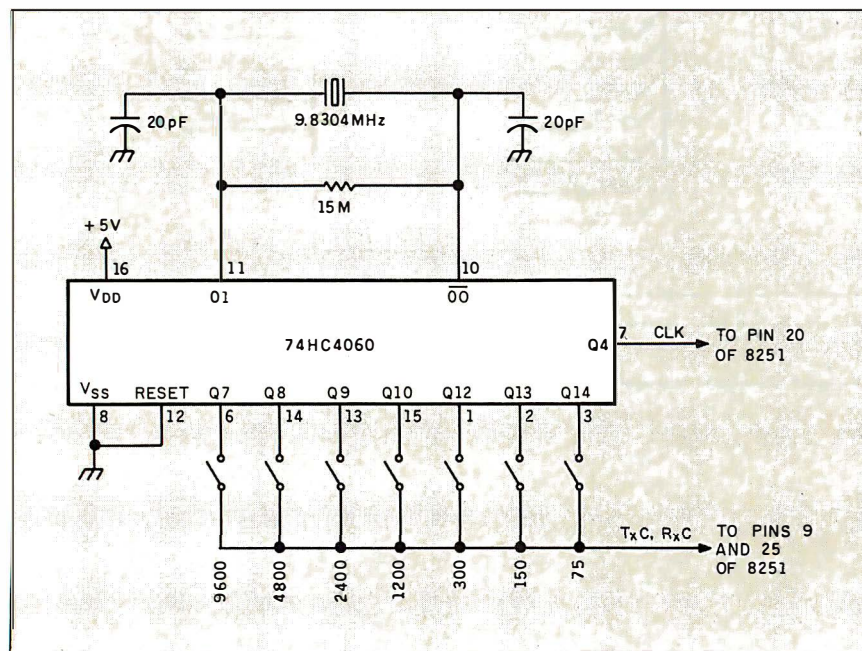 20pF
9.8304MHz
20pF
15M
+5V
16
11
10
VDD
01
00
74HC4060
Q4
7
CLK
TO PIN 20
OF 8251
VSS
RESET
Q7
Q8
Q9
Q10
Q12
Q13
Q14
8
12
6
14
13
15
1
2
3
TxC, RxC
TO PINS 9
AND 25
OF 8251
9600
4800
2400
1200
300
150
75